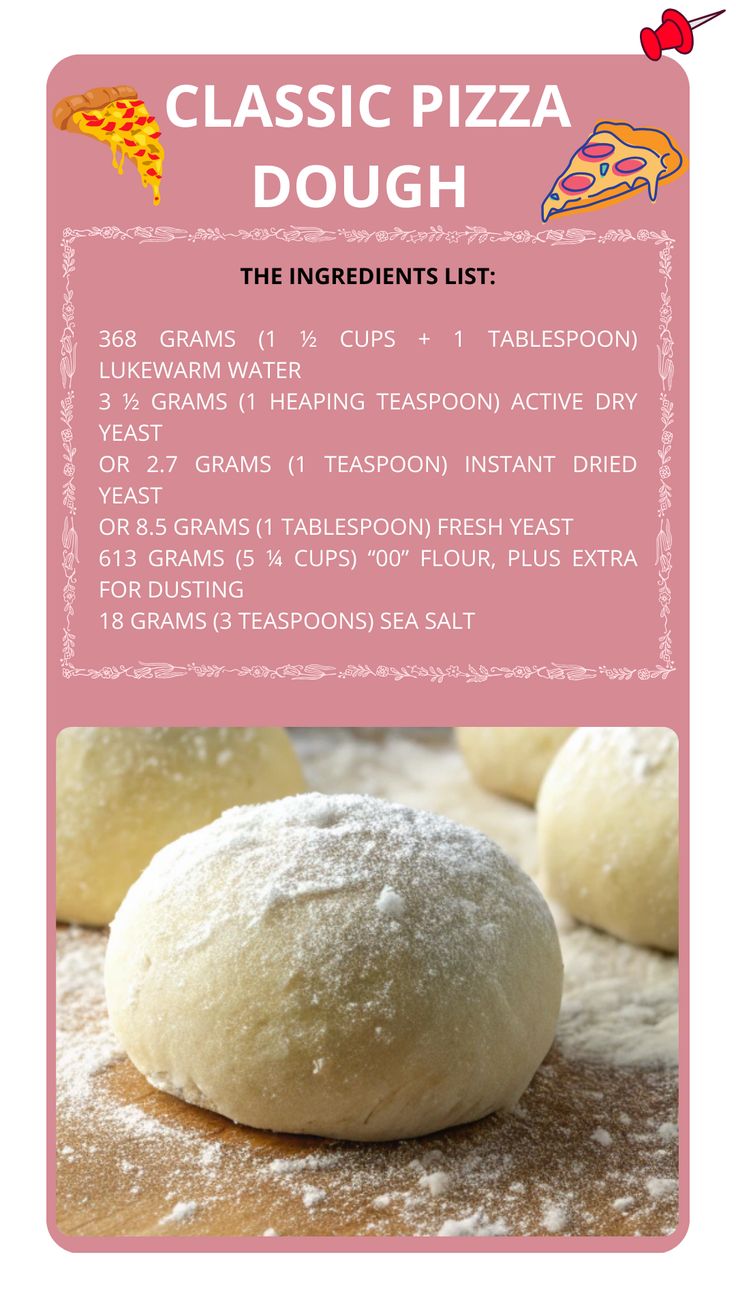 CLASSIC PIZZA
DOUGH
THE INGREDIENTS LIST:
368 GRAMS (1 ½ CUPS + 1 TABLESPOON)
LUKEWARM WATER
3 ½ GRAMS (1 HEAPING TEASPOON) ACTIVE DRY
YEAST
OR 2.7 GRAMS (1 TEASPOON) INSTANT DRIED
YEAST
OR 8.5 GRAMS (1 TABLESPOON) FRESH YEAST
613 GRAMS (5 ¼ CUPS) “00” FLOUR, PLUS EXTRA
FOR DUSTING
18 GRAMS (3 TEASPOONS) SEA SALT